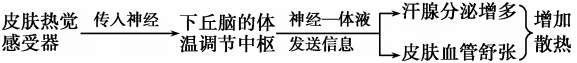 皮肤热觉
感受器
传入神经
下丘脑的体
温调节中枢
神经—体液
发送信息
汗腺分泌增多
皮肤血管舒张
增加
散热